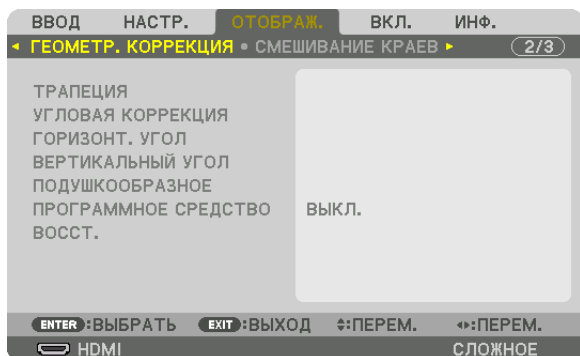 ВВОД НАСТР. ОТОБРАЖ. ВКЛ. ИНФ.
◂ ГЕОМЕТР. КОРРЕКЦИЯ • СМЕШИВАНИЕ КРАЕВ ▸ 2/3
ТРАПЕЦИЯ
УГЛОВАЯ КОРРЕКЦИЯ
ГОРИЗОНТ. УГОЛ
ВЕРТИКАЛЬНЫЙ УГОЛ
ПОДУШКООБРАЗНОЕ
ПРОГРАММНОЕ СРЕДСТВО ВЫКЛ.
ВОССТ.
ENTER :ВЫБРАТЬ EXIT :ВЫХОД ♦:ПЕРЕМ. ◂▸:ПЕРЕМ.
HDMI СЛОЖНОЕ